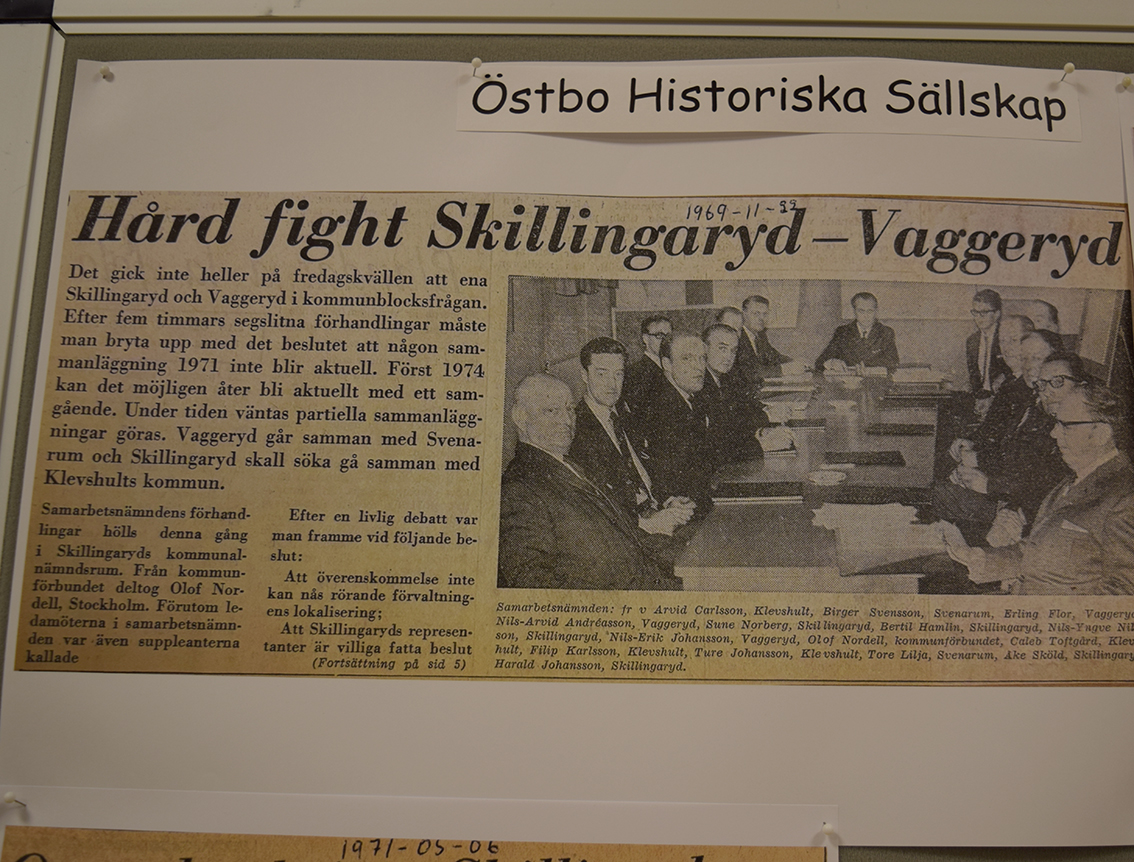 Östbo Historiska Sällskap
1969-11-22
Hård fight Skillingaryd – Vaggeryd
Det gick inte heller på fredagskvällen att ena
Skillingaryd och Vaggeryd i kommunblocksfrågan.
Efter fem timmars segslitna förhandlingar måste
man bryta upp med det beslutet att någon sam-
manläggning 1971 inte blir aktuell. Först 1974
kan det möjligen åter bli aktuellt med ett sam-
gående. Under tiden väntas partiella sammanlägg-
ningar göras. Vaggeryd går samman med Svena-
rum och Skillingaryd skall söka gå samman med
Klevshults kommun.
Samarbetsnämndens förhand-
lingar hölls denna gång
i Skillingaryds kommunal-
nämndsrum. Från kommun-
förbundet deltog Olof Nor-
dell, Stockholm. Förutom le-
damöterna i samarbetsnämn-
den var även suppleanterna
kallade
Efter en livlig debatt var
man framme vid följande be-
slut:
Att överenskommelse inte
kan nås rörande förvaltning-
ens lokalisering;
Att Skillingaryds represen-
tanter är villiga fatta beslut
(Fortsättning på sid 5)
Samarbetsnämnden: fr v Arvid Carlsson, Klevshult, Birger Svensson, Svenarum, Erling Flor, Vaggeryd
Nils-Arvid Andréasson, Vaggeryd, Sune Norberg, Skillingaryd, Bertil Hamlin, Skillingaryd, Nils-Yngve Nil
son, Skillingaryd, Nils-Erik Johansson, Vaggeryd, Olof Nordell, kommunförbundet, Caleb Toftgård, Klev
hult, Filip Karlsson, Klevshult, Ture Johansson, Klevshult, Tore Lilja, Svenarum, Åke Sköld, Skillingary
Harald Johansson, Skillingaryd.
1971-05-06